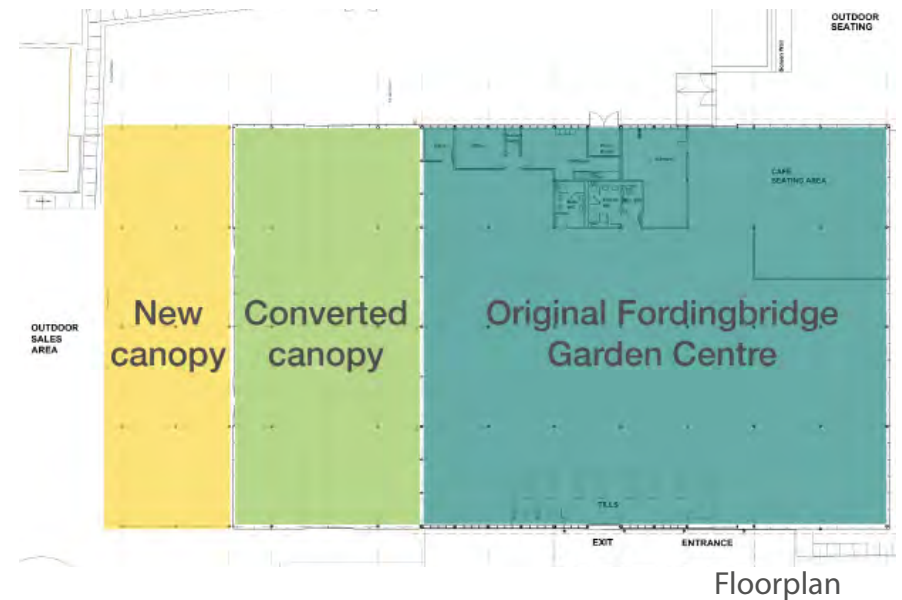 OUTDOOR
SEATING
CAFE
SEATING AREA
New
canopy
Converted
canopy
Original Fordingbridge
Garden Centre
OUTDOOR
SALES
AREA
TILLS
EXIT
ENTRANCE
Floorplan